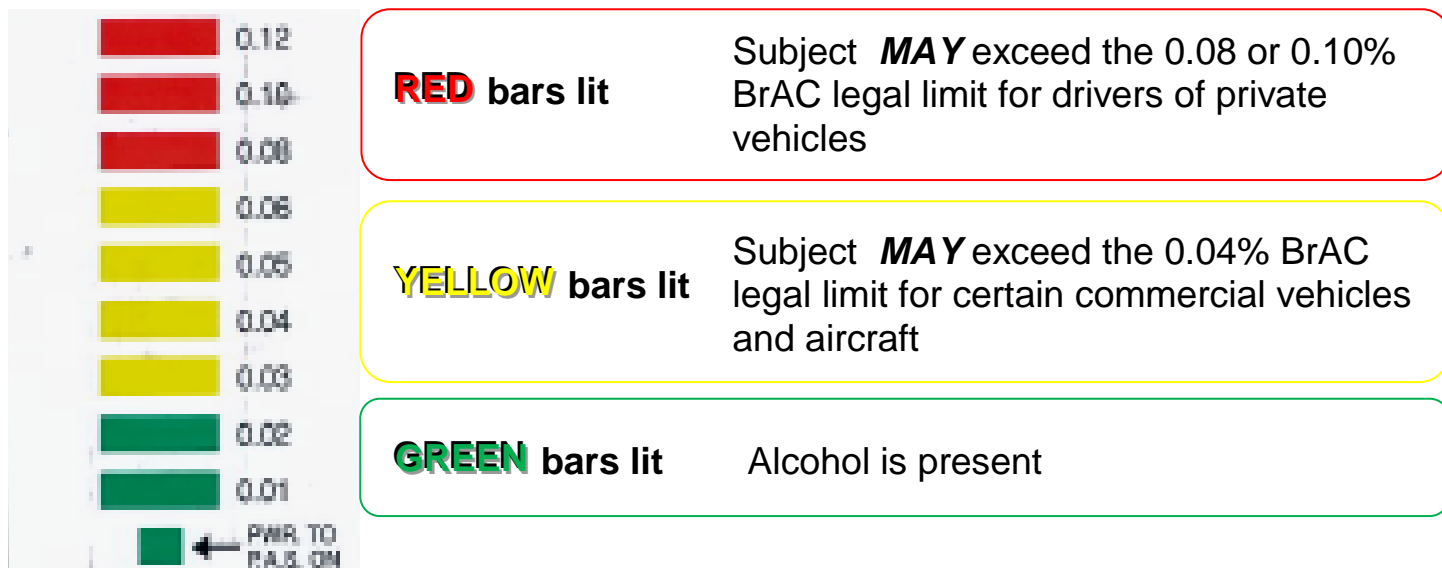 0.12
0.10
0.08
0.06
0.05
0.04
0.03
0.02
0.01
PWR. TO
P.A.S. ON
RED bars lit
Subject MAY exceed the 0.08 or 0.10%
BrAC legal limit for drivers of private
vehicles
YELLOW bars lit
Subject MAY exceed the 0.04% BrAC
legal limit for certain commercial vehicles
and aircraft
GREEN bars lit
Alcohol is present